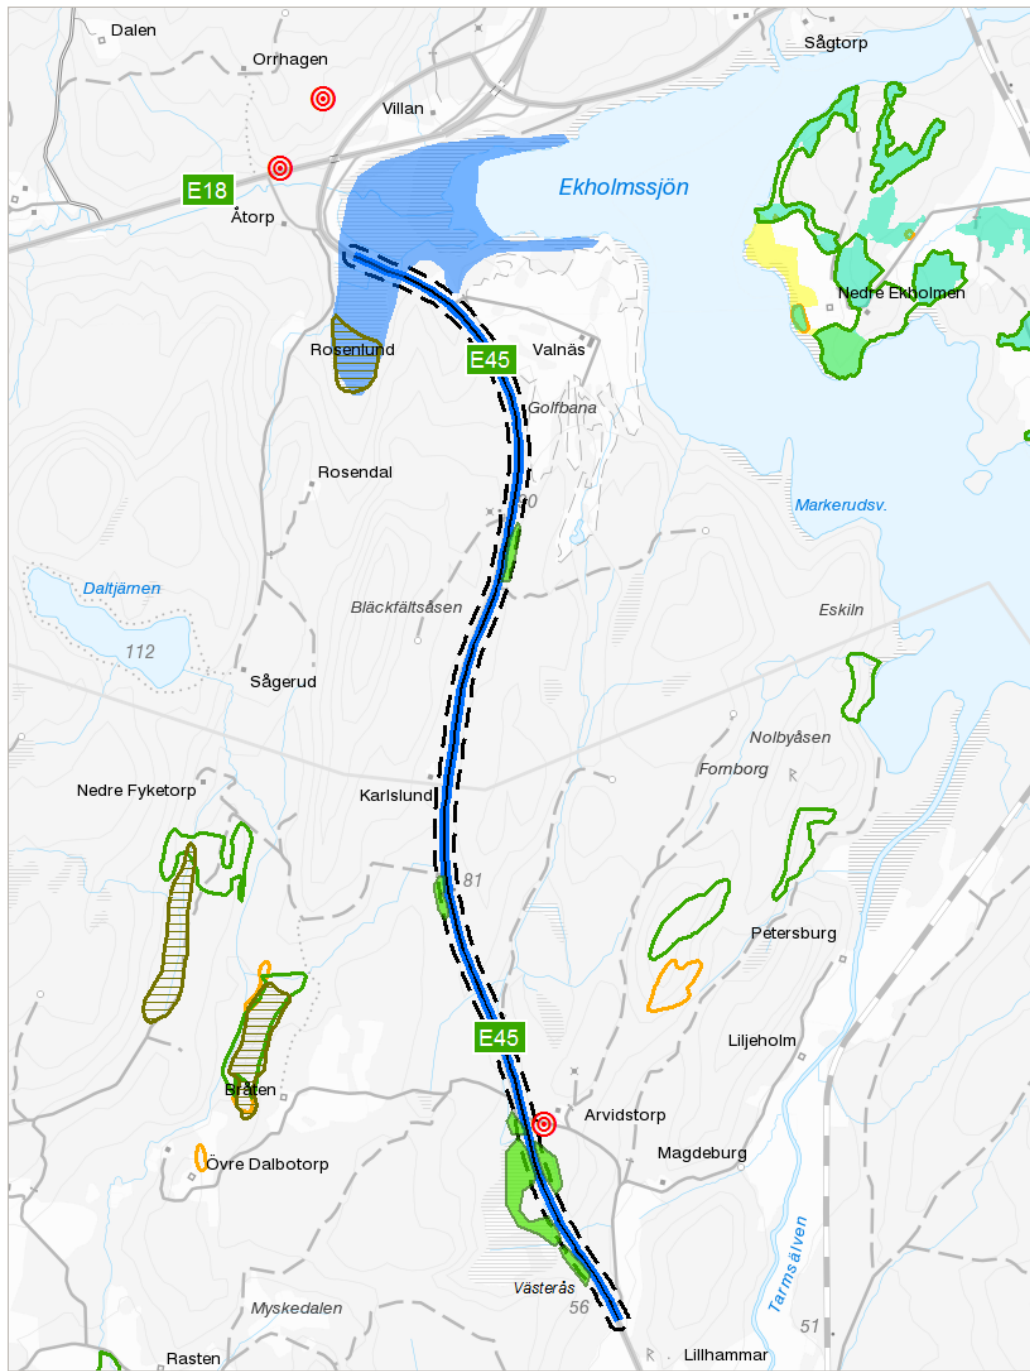 Dalen
Sågtorp
Orrhagen
Villan
E18
Ekholmssjön
Åtorp
Nedre Ekholmen
Rosenlund
E45
Valnäs
Golfbana
Rosendal
Markerudsv.
Daltjärnen
Bläckfältsåsen
Eskiln
112
Sågerud
Nolbyåsen
Fornborg
Nedre Fyketorp
Karlslund
81
Petersburg
E45
Liljeholm
Bråten
Arvidstorp
Magdeburg
Övre Dalbotorp
Tarmsälven
Västerås
Myskedalen
56
51
Rasten
Lillhammar